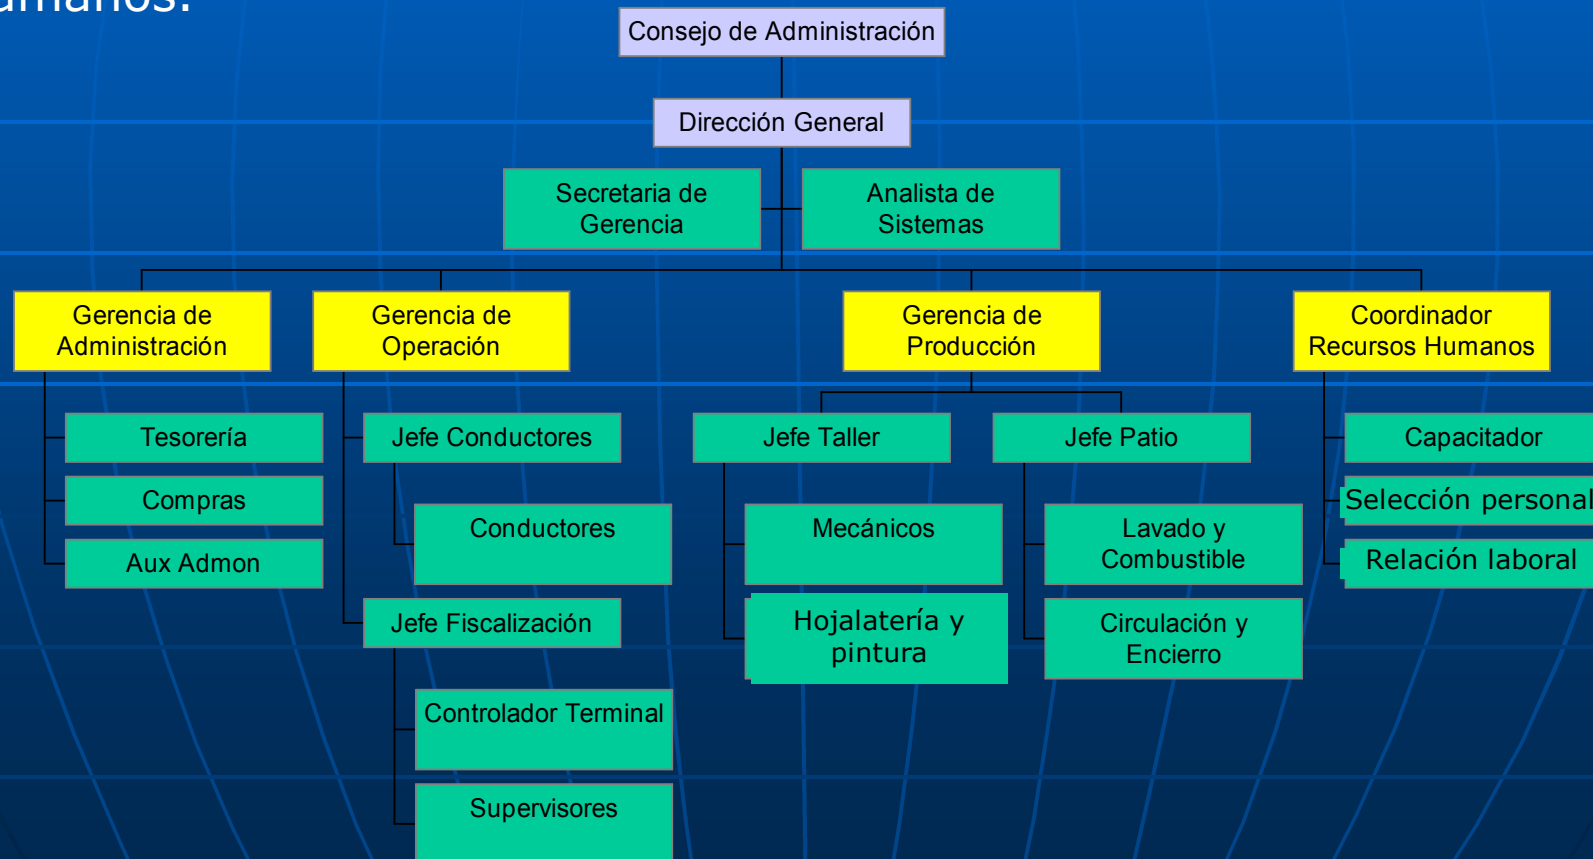 umanos.
Consejo de Administración
Dirección General
Secretaria de
Gerencia
Analista de
Sistemas
Gerencia de
Administración
Gerencia de
Operación
Gerencia de
Producción
Coordinador
Recursos Humanos
Tesorería
Compras
Aux Admon
Jefe Conductores
Conductores
Jefe Fiscalización
Controlador Terminal
Supervisores
Jefe Taller
Mecánicos
Hojalatería y
pintura
Jefe Patio
Lavado y
Combustible
Circulación y
Encierro
Capacitador
Selección personal
Relación laboral